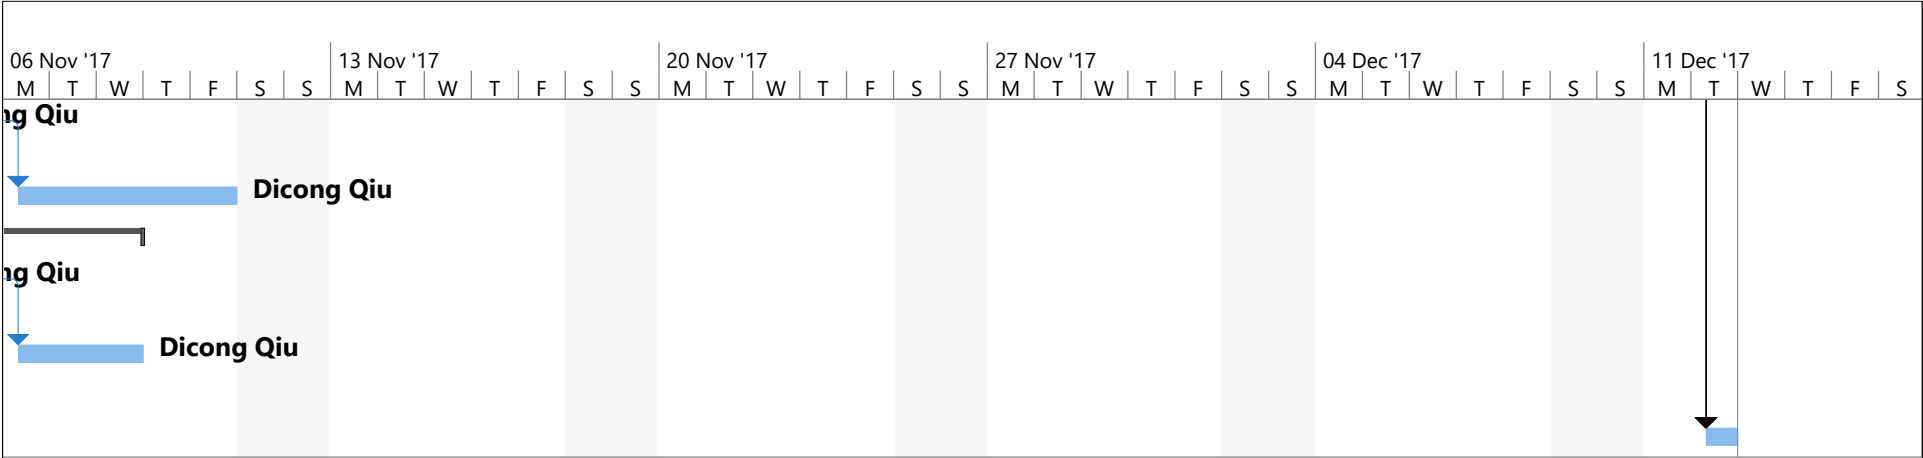 06 Nov '17 13 Nov '17 20 Nov '17 27 Nov '17 04 Dec '17 11 Dec '17
M T W T F S S M T W T F S S M T W T F S S M T W T F S S M T W T F S S M T W T F S
ng Qiu
Dicong Qiu
ng Qiu
Dicong Qiu